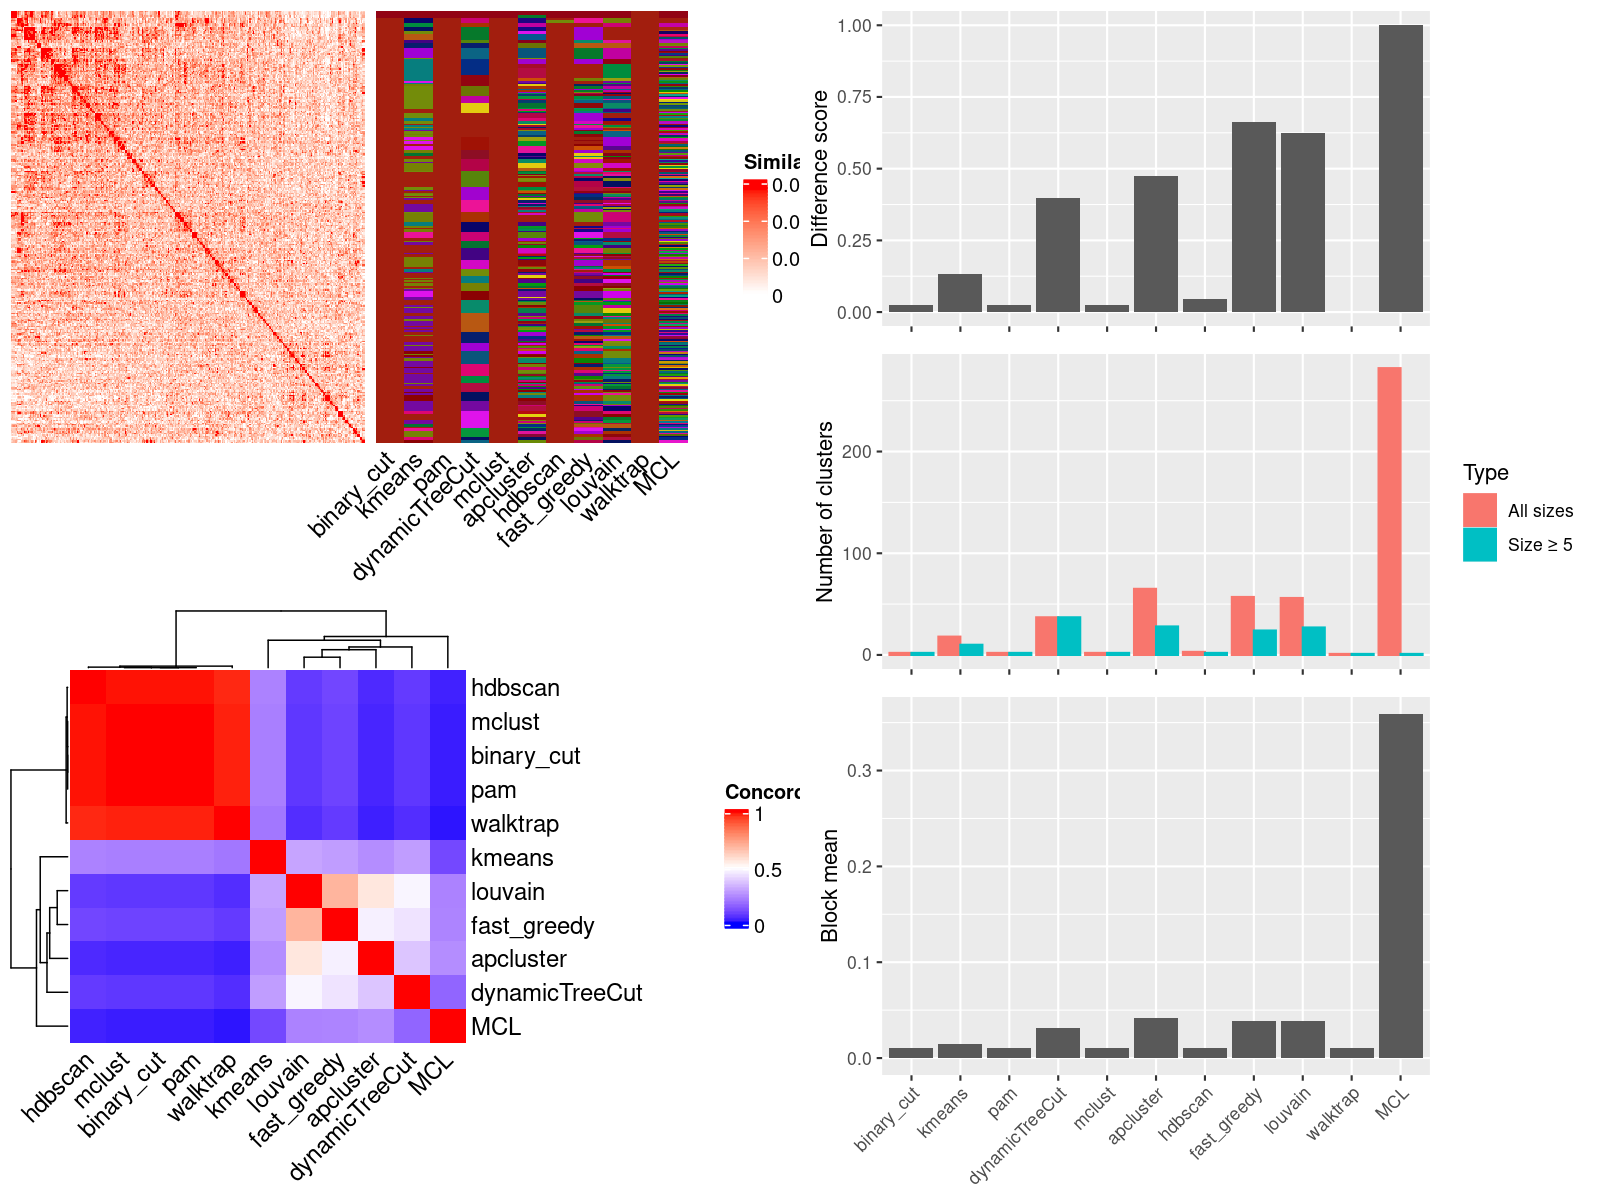 Simila
0.0
0.0
0.0
0
binary_cut
kmeans
pam
dynamicTreeCut
mclust
apcluster
hdbscan
fast_greedy
louvain
walktrap
MCL
hdbscan
mclust
binary_cut
pam
walktrap
kmeans
louvain
fast_greedy
apcluster
dynamicTreeCut
MCL
Concord
1
0.5
0
hdbscan
mclust
binary_cut
pam
walktrap
kmeans
louvain
fast_greedy
apcluster
dynamicTreeCut
MCL
Difference score
1.00
0.75
0.50
0.25
0.00
Number of clusters
200
100
0
Type
All sizes
Size ≥ 5
Block mean
0.3
0.2
0.1
0.0
binary_cut
kmeans
pam
dynamicTreeCut
mclust
apcluster
hdbscan
fast_greedy
louvain
walktrap
MCL